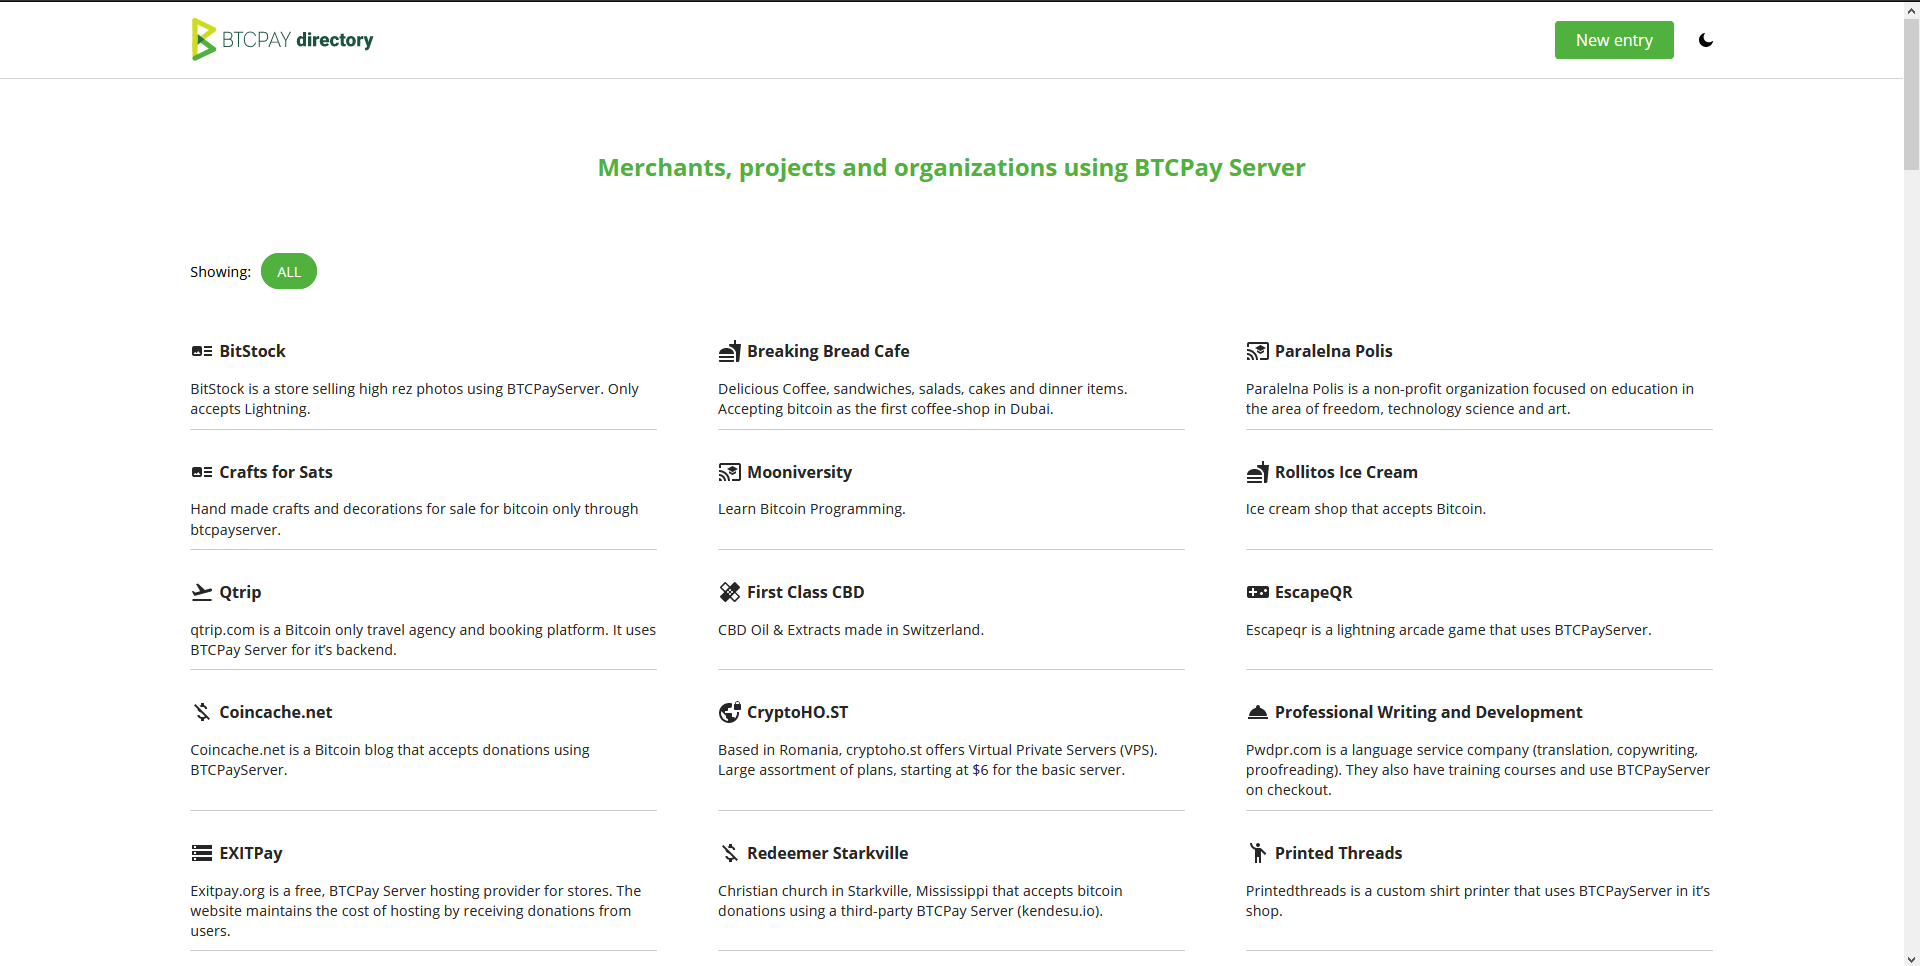 BTCPAY directory
New entry
Merchants, projects and organizations using BTCPay Server
Showing: ALL
BitStock
BitStock is a store selling high rez photos using BTCPayServer. Only
accepts Lightning.
Breaking Bread Cafe
Delicious Coffee, sandwiches, salads, cakes and dinner items.
Accepting bitcoin as the first coffee-shop in Dubai.
Paralelna Polis
Paralelna Polis is a non-profit organization focused on education in
the area of freedom, technology science and art.
Crafts for Sats
Hand made crafts and decorations for sale for bitcoin only through
btcpayserver.
Mooniversity
Learn Bitcoin Programming.
Rollitos Ice Cream
Ice cream shop that accepts Bitcoin.
Qtrip
qtrip.com is a Bitcoin only travel agency and booking platform. It uses
BTCPay Server for it’s backend.
First Class CBD
CBD Oil & Extracts made in Switzerland.
EscapeQR
Escapeqr is a lightning arcade game that uses BTCPayServer.
Coincache.net
Coincache.net is a Bitcoin blog that accepts donations using
BTCPayServer.
CryptoHO.ST
Based in Romania, cryptoho.st offers Virtual Private Servers (VPS).
Large assortment of plans, starting at $6 for the basic server.
Professional Writing and Development
Pwdpr.com is a language service company (translation, copywriting,
proofreading). They also have training courses and use BTCPayServer
on checkout.
EXITPay
Exitpay.org is a free, BTCPay Server hosting provider for stores. The
website maintains the cost of hosting by receiving donations from
users.
Redeemer Starkville
Christian church in Starkville, Mississippi that accepts bitcoin
donations using a third-party BTCPay Server (kendesu.io).
Printed Threads
Printedthreads is a custom shirt printer that uses BTCPayServer in it’s
shop.